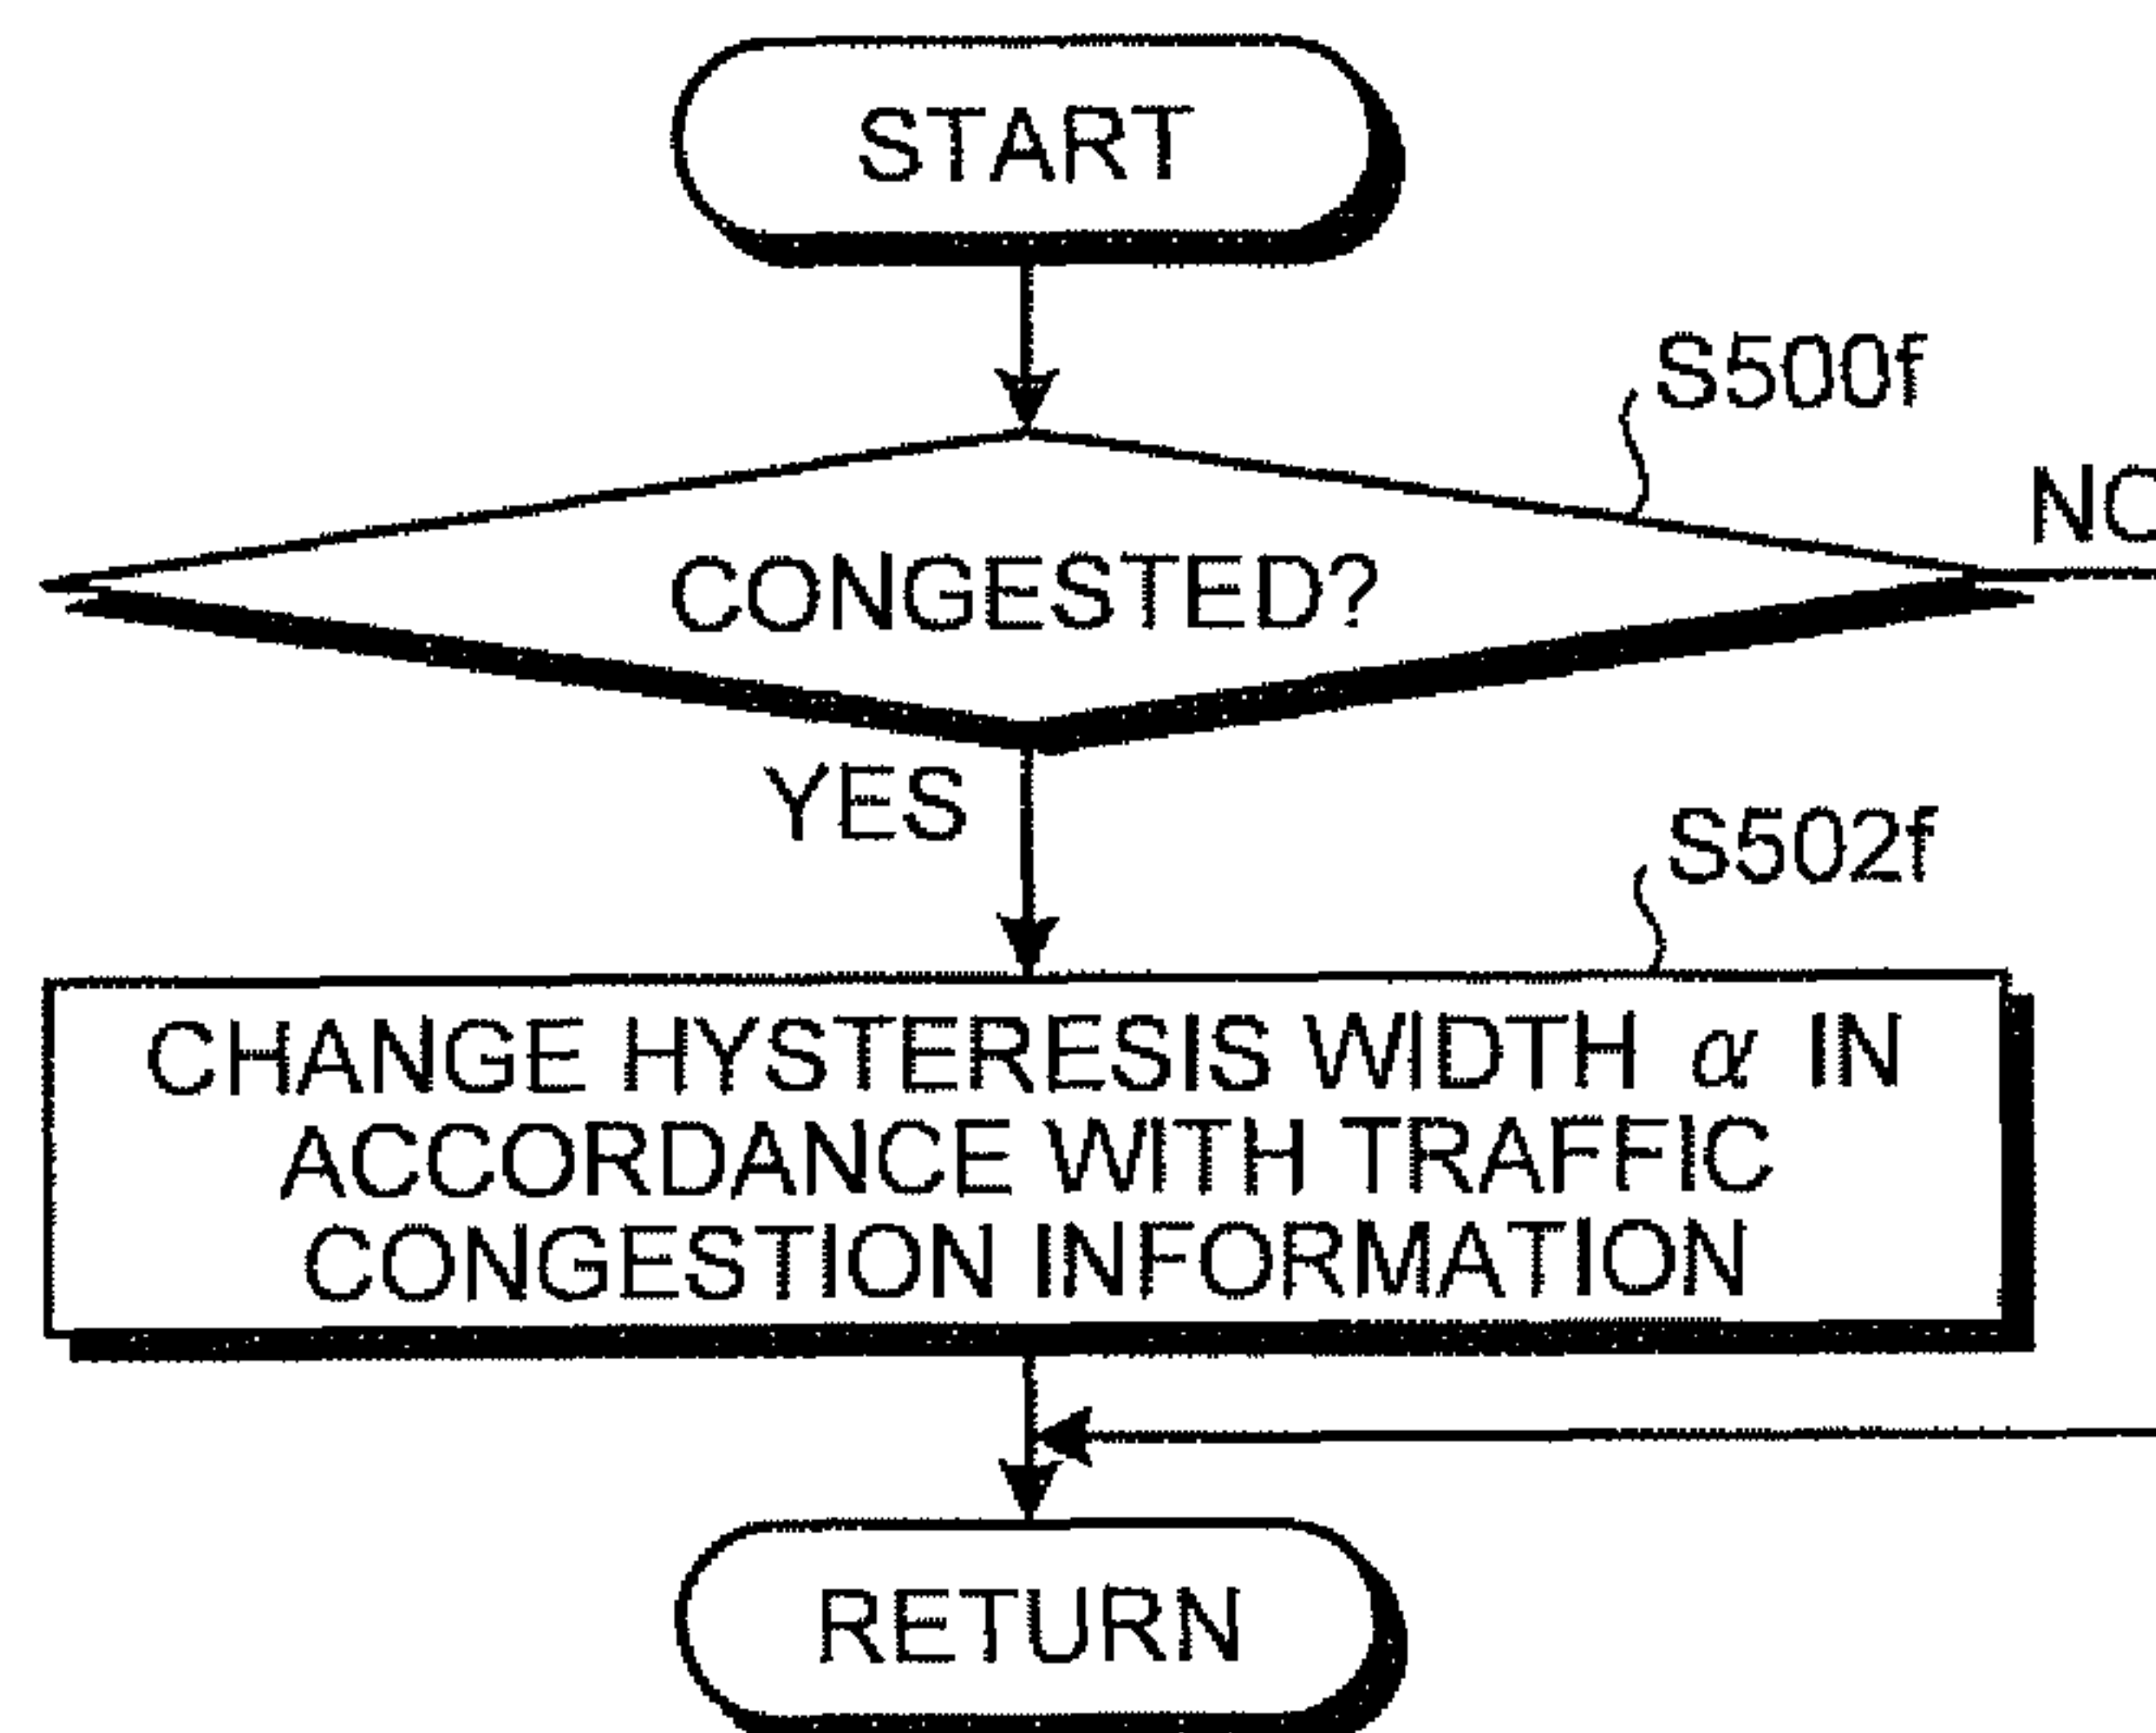 START
S500f
NO
CONGESTED?
YES
S502f
CHANGE HYSTERESIS WIDTH α IN
ACCORDANCE WITH TRAFFIC
CONGESTION INFORMATION
RETURN